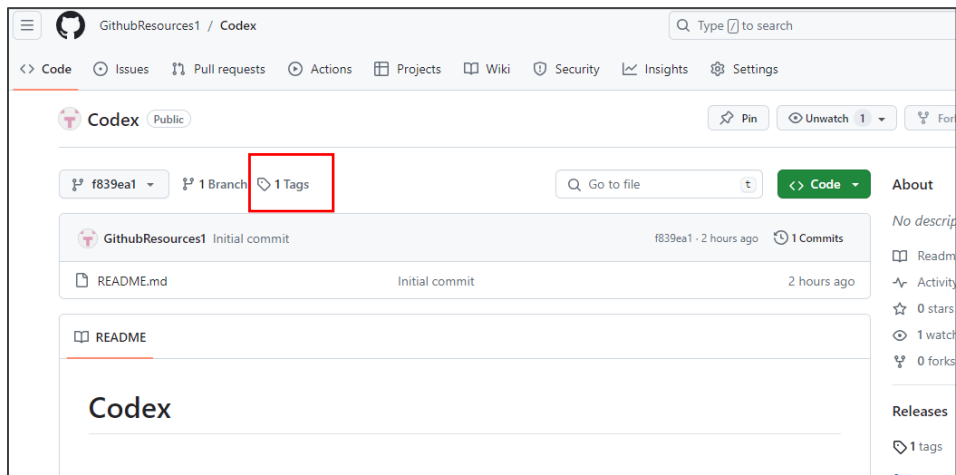 GithubResources1 / Codex
Type / to search
<> Code Issues Pull requests Actions Projects Wiki Security Insights Settings
Codex Public
Pin Unwatch 1
f839ea1 1 Branch 1 Tags
Go to file t
<> Code
About
No
GithubResources1 Initial commit
f839ea1 · 2 hours ago 1 Commits
README.md Initial commit 2 hours ago
Activity
0 stars
1
0 forks
README
Codex
Releases
1 tags